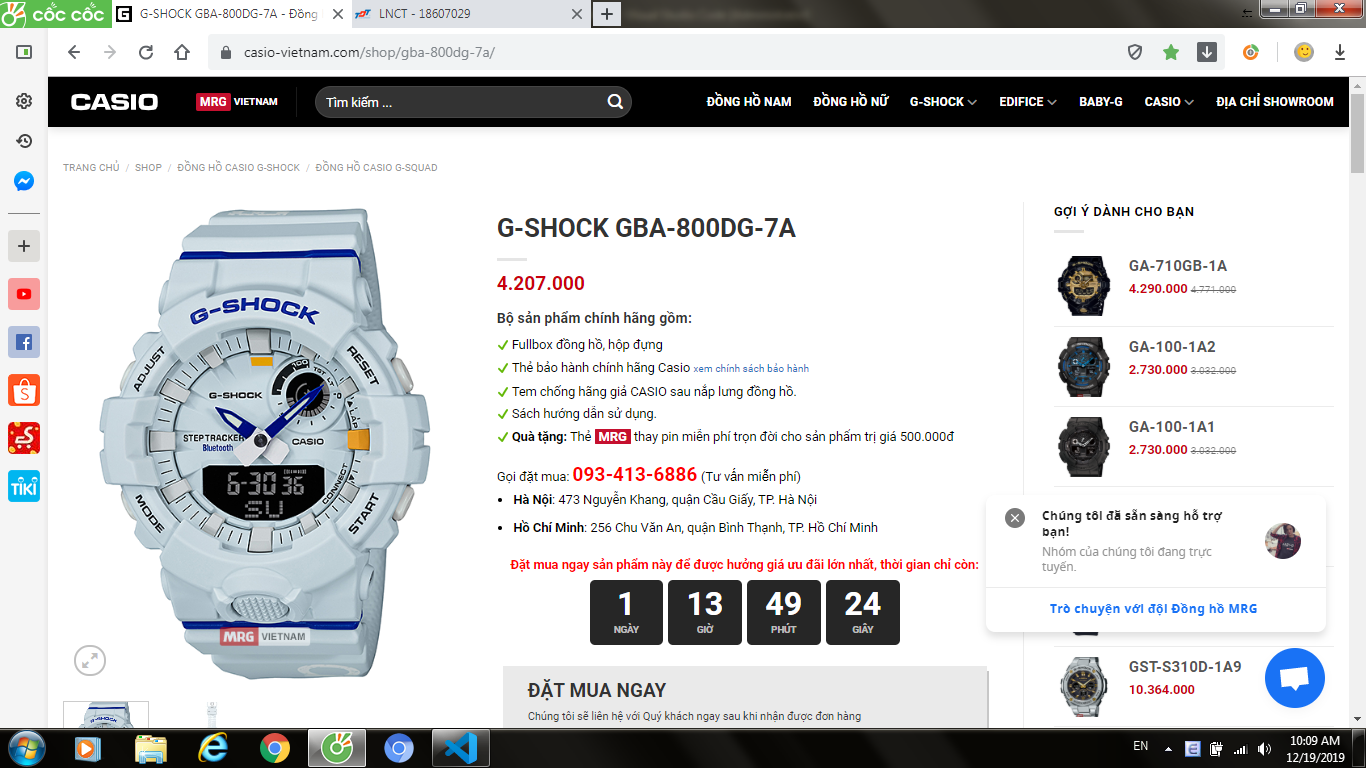 cốc cốc
G-SHOCK GBA-800DG-7A - Đồng
LNCT - 18607029
casio-vietnam.com/shop/gba-800dg-7a/
CASIO
MRG VIETNAM
Tìm kiếm ...
ĐỒNG HỒ NAM
ĐỒNG HỒ NỮ
G-SHOCK
EDIFICE
BABY-G
CASIO
ĐỊA CHỈ SHOWROOM
TRANG CHỦ / SHOP / ĐỒNG HỒ CASIO G-SHOCK / ĐỒNG HỒ CASIO G-SQUAD
G-SHOCK
ADJUST
RESET
G-SHOCK
STEP TRACKER
Bluetooth
CASIO
6-30 36
SU
MODE
CONNECT
LAP
START
MRG VIETNAM
G-SHOCK GBA-800DG-7A
4.207.000
Bộ sản phẩm chính hãng gồm:
Fullbox đồng hồ, hộp đựng
Thẻ bảo hành chính hãng Casio xem chính sách bảo hành
Tem chống hãng giả CASIO sau nắp lưng đồng hồ.
Sách hướng dẫn sử dụng.
Quà tặng: Thẻ MRG thay pin miễn phí trọn đời cho sản phẩm trị giá 500.000đ
Gọi đặt mua: 093-413-6886 (Tư vấn miễn phí)
Hà Nội: 473 Nguyễn Khang, quận Cầu Giấy, TP. Hà Nội
Hồ Chí Minh: 256 Chu Văn An, quận Bình Thạnh, TP. Hồ Chí Minh
Đặt mua ngay sản phẩm này để được hưởng giá ưu đãi lớn nhất, thời gian chỉ còn:
1 13 49 24
NGÀY GIỜ PHÚT GIÂY
ĐẶT MUA NGAY
Chúng tôi sẽ liên hệ với Quý khách ngay sau khi nhận được đơn hàng
GỢI Ý DÀNH CHO BẠN
GA-710GB-1A
4.290.000 4.771.000
GA-100-1A2
2.730.000 3.032.000
GA-100-1A1
2.730.000 3.032.000
Chúng tôi đã sẵn sàng hỗ trợ
bạn!
Nhóm của chúng tôi đang trực
tuyến.
Trò chuyện với đội Đồng hồ MRG
GST-S310D-1A9
10.364.000
TIKI
EN
10:09 AM
12/19/2019